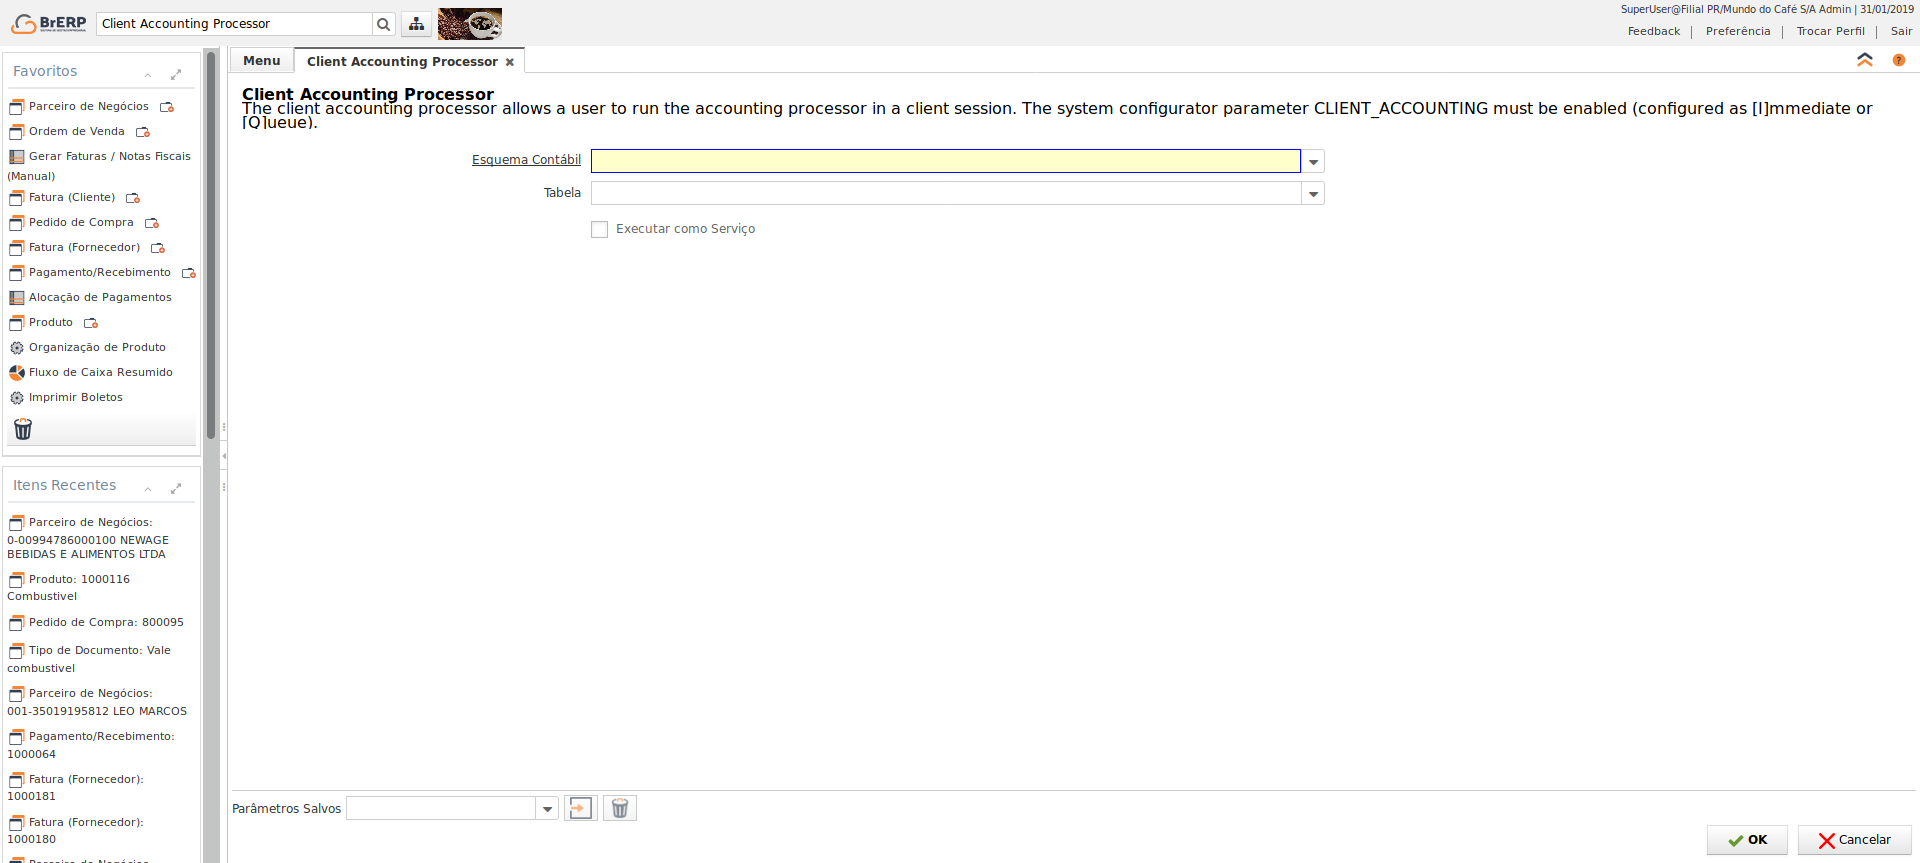 BrERP
Client Accounting Processor
SuperUser@Filial PR/Mundo do Café S/A Admin | 31/01/2019
Feedback | Preferência | Trocar Perfil | Sair
Favoritos
Parceiro de Negócios
Ordem de Venda
Gerar Faturas / Notas Fiscais
(Manual)
Fatura (Cliente)
Pedido de Compra
Fatura (Fornecedor)
Pagamento/Recebimento
Alocação de Pagamentos
Produto
Organização de Produto
Fluxo de Caixa Resumido
Imprimir Boletos
Itens Recentes
Parceiro de Negócios:
0-00994786000100 NEWAGE
BEBIDAS E ALIMENTOS LTDA
Produto: 1000116
Combustivel
Pedido de Compra: 800095
Tipo de Documento: Vale
combustivel
Parceiro de Negócios:
001-35019195812 LEO MARCOS
Pagamento/Recebimento:
1000064
Fatura (Fornecedor):
1000181
Fatura (Fornecedor):
1000180
Parceiro de Negócios
Menu
Client Accounting Processor
Client Accounting Processor
The client accounting processor allows a user to run the accounting processor in a client session. The system configurator parameter CLIENT_ACCOUNTING must be enabled (configured as [I]mmediate or
[Q]ueue).
Esquema Contábil
Tabela
Executar como Serviço
Parâmetros Salvos
OK
Cancelar